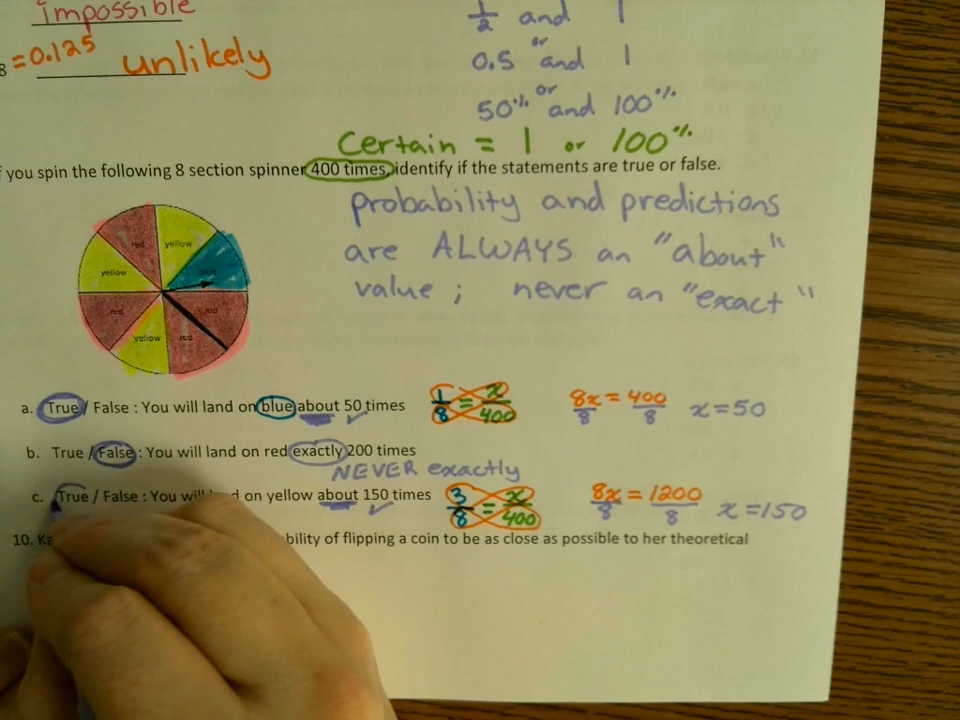 impossible
8 = 0.125 unlikely
1/2 and 1
or
0.5 and 1
or
50% and 100%
Certain = 1 or 100%
you spin the following 8 section spinner 400 times, identify if the statements are true or false.
probability and predictions
are ALWAYS an "about"
value ; never an "exact"
red
yellow
yellow
red
red
yellow
red
a. True / False : You will land on blue about 50 times 1/8 = x/400 8x/8 = 400/8 x = 50
b. True / False : You will land on red exactly 200 times
NEVER exactly
c. True / False : You on yellow about 150 times 3/8 = x/400 8x/8 = 1200/8 x = 150
10. bility of flipping a coin to be as close as possible to her theoretical